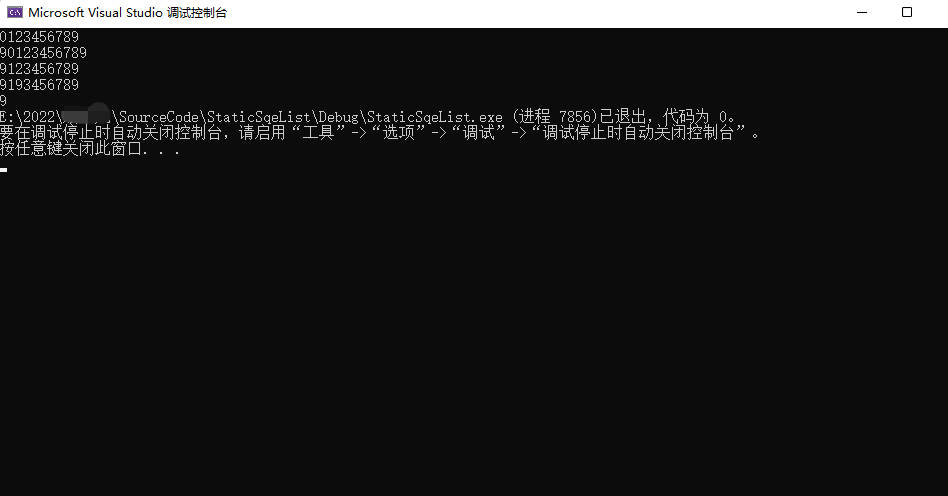 Microsoft Visual Studio 调试控制台
0123456789
90123456789
9123456789
9193456789
9
E:\2022\ \SourceCode\StaticSqeList\Debug\StaticSqeList.exe (进程 7856)已退出，代码为 0。
要在调试停止时自动关闭控制台，请启用“工具”->“选项”->“调试”->“调试停止时自动关闭控制台”。
按任意键关闭此窗口. . .